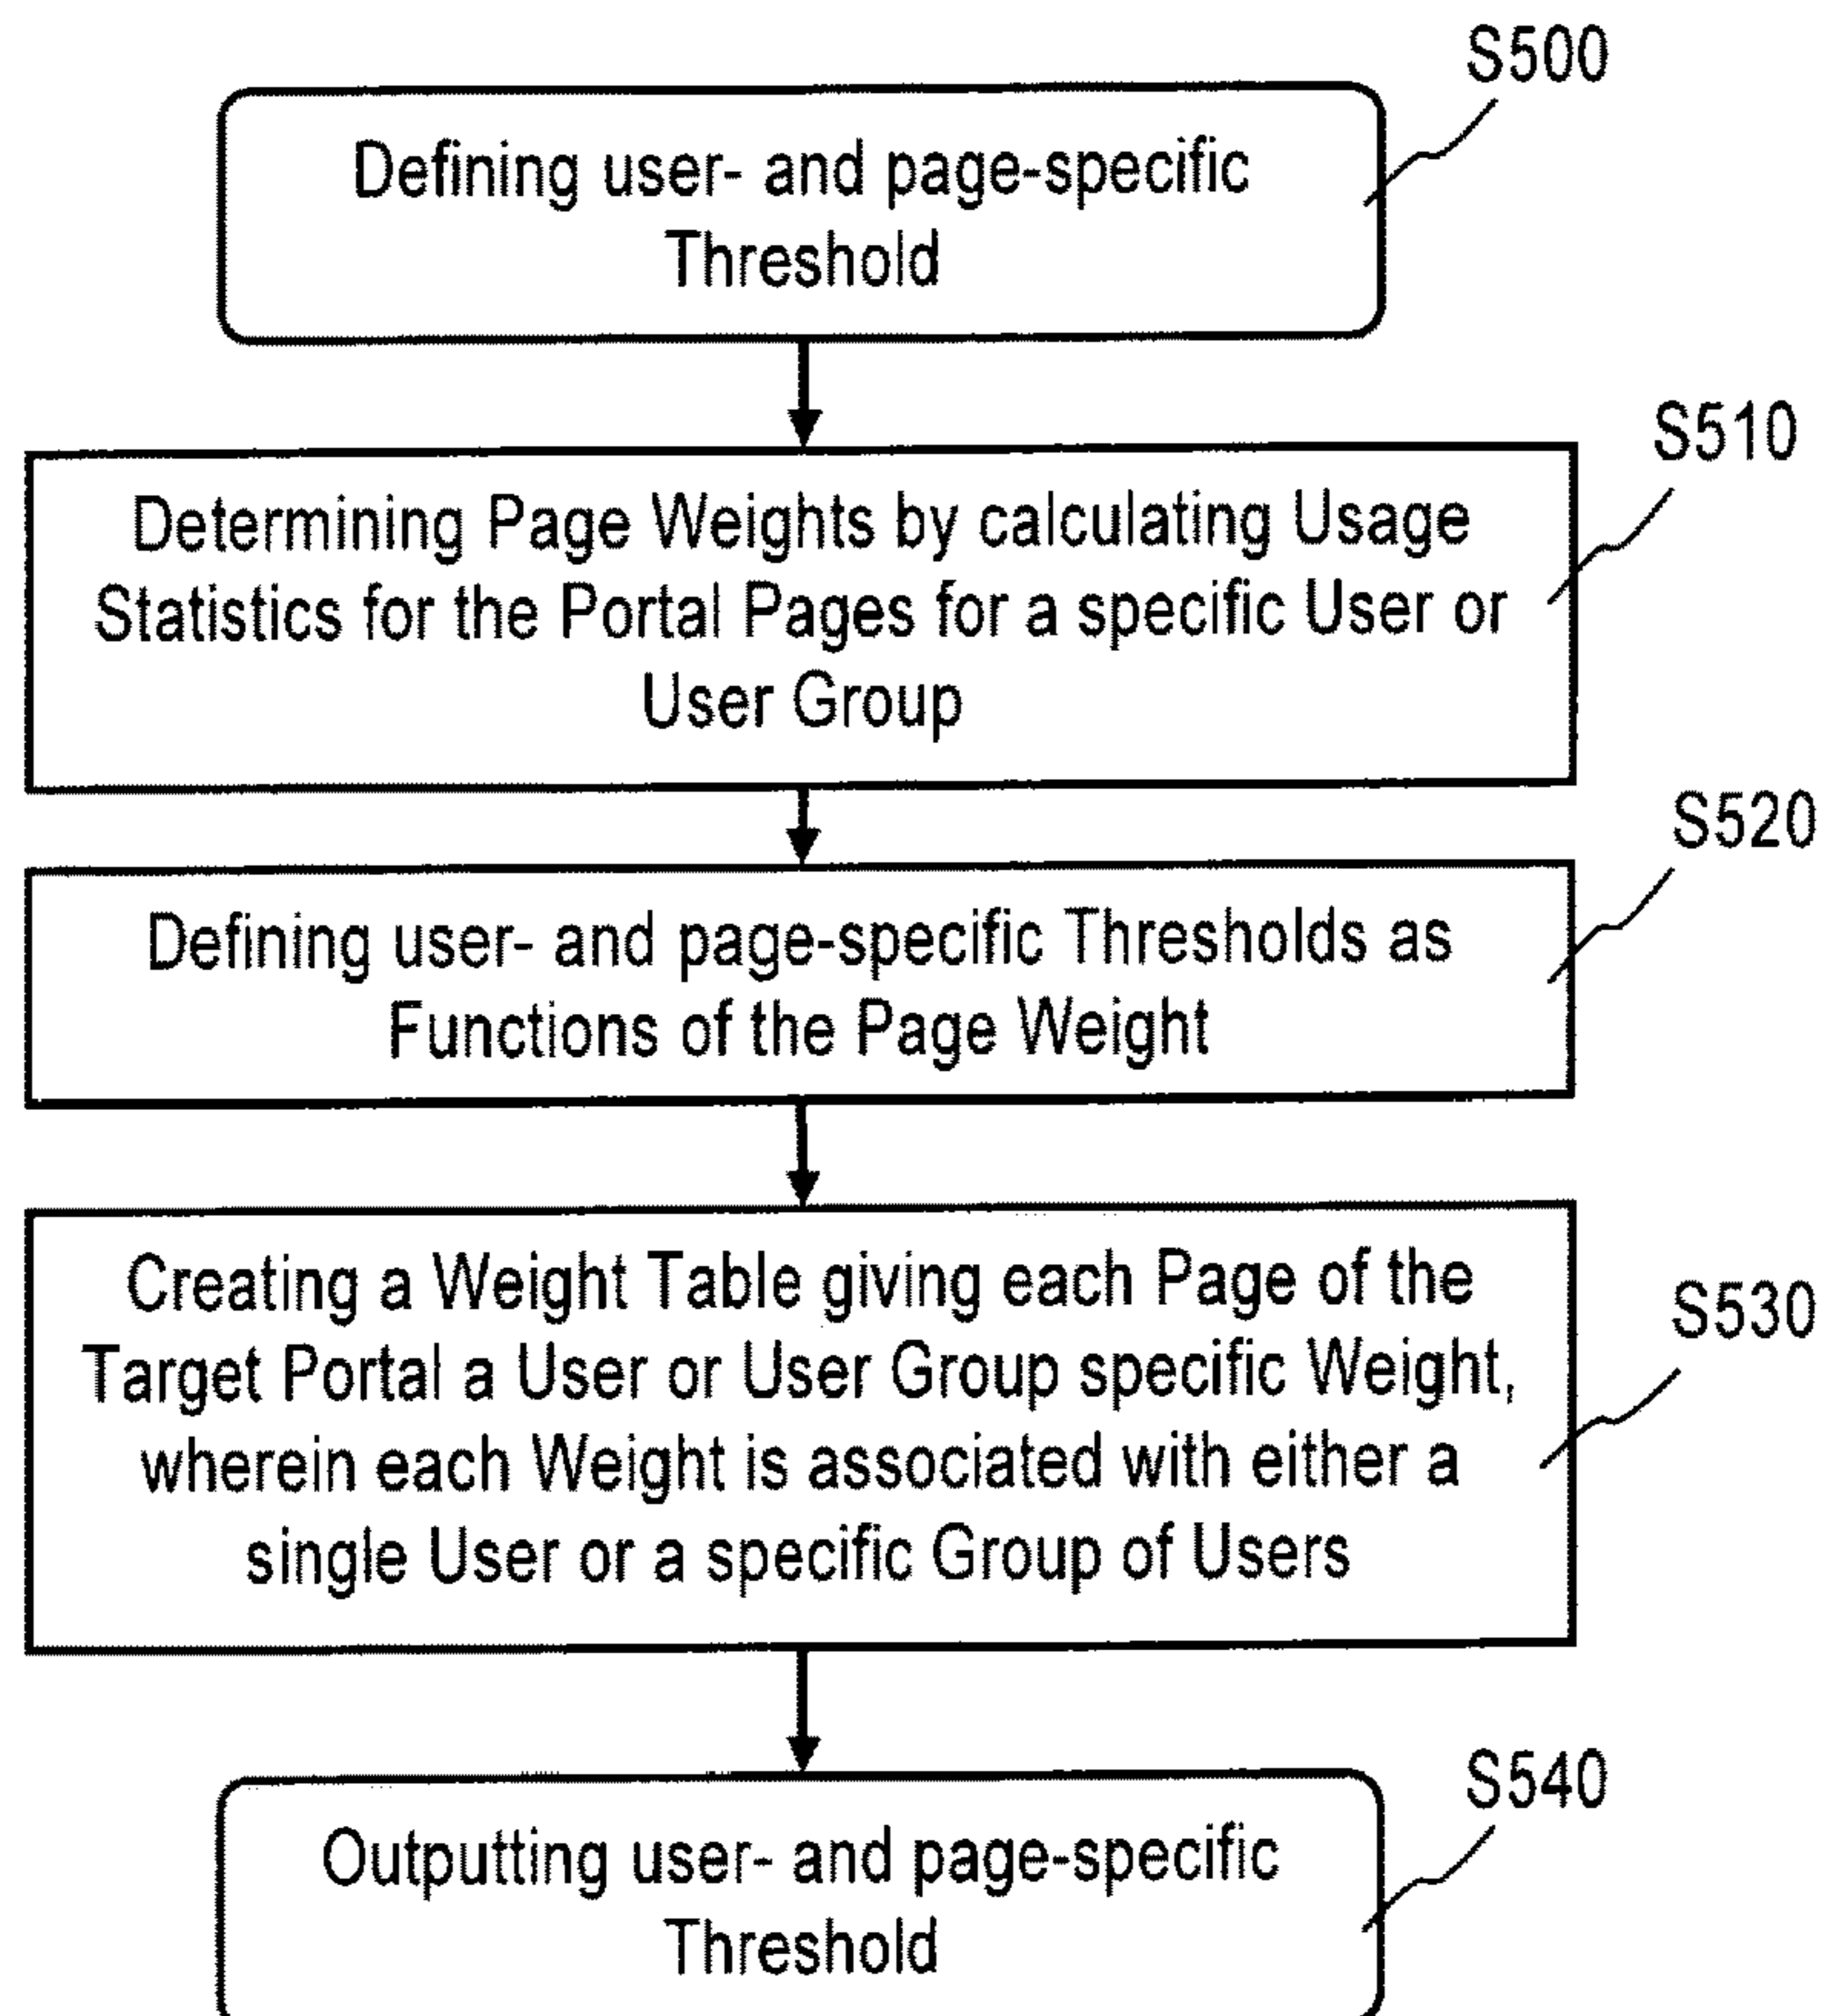 S500
Defining user- and page-specific
Threshold
S510
Determining Page Weights by calculating Usage
Statistics for the Portal Pages for a specific User or
User Group
S520
Defining user- and page-specific Thresholds as
Functions of the Page Weight
S530
Creating a Weight Table giving each Page of the
Target Portal a User or User Group specific Weight,
wherein each Weight is associated with either a
single User or a specific Group of Users
S540
Outputting user- and page-specific
Threshold